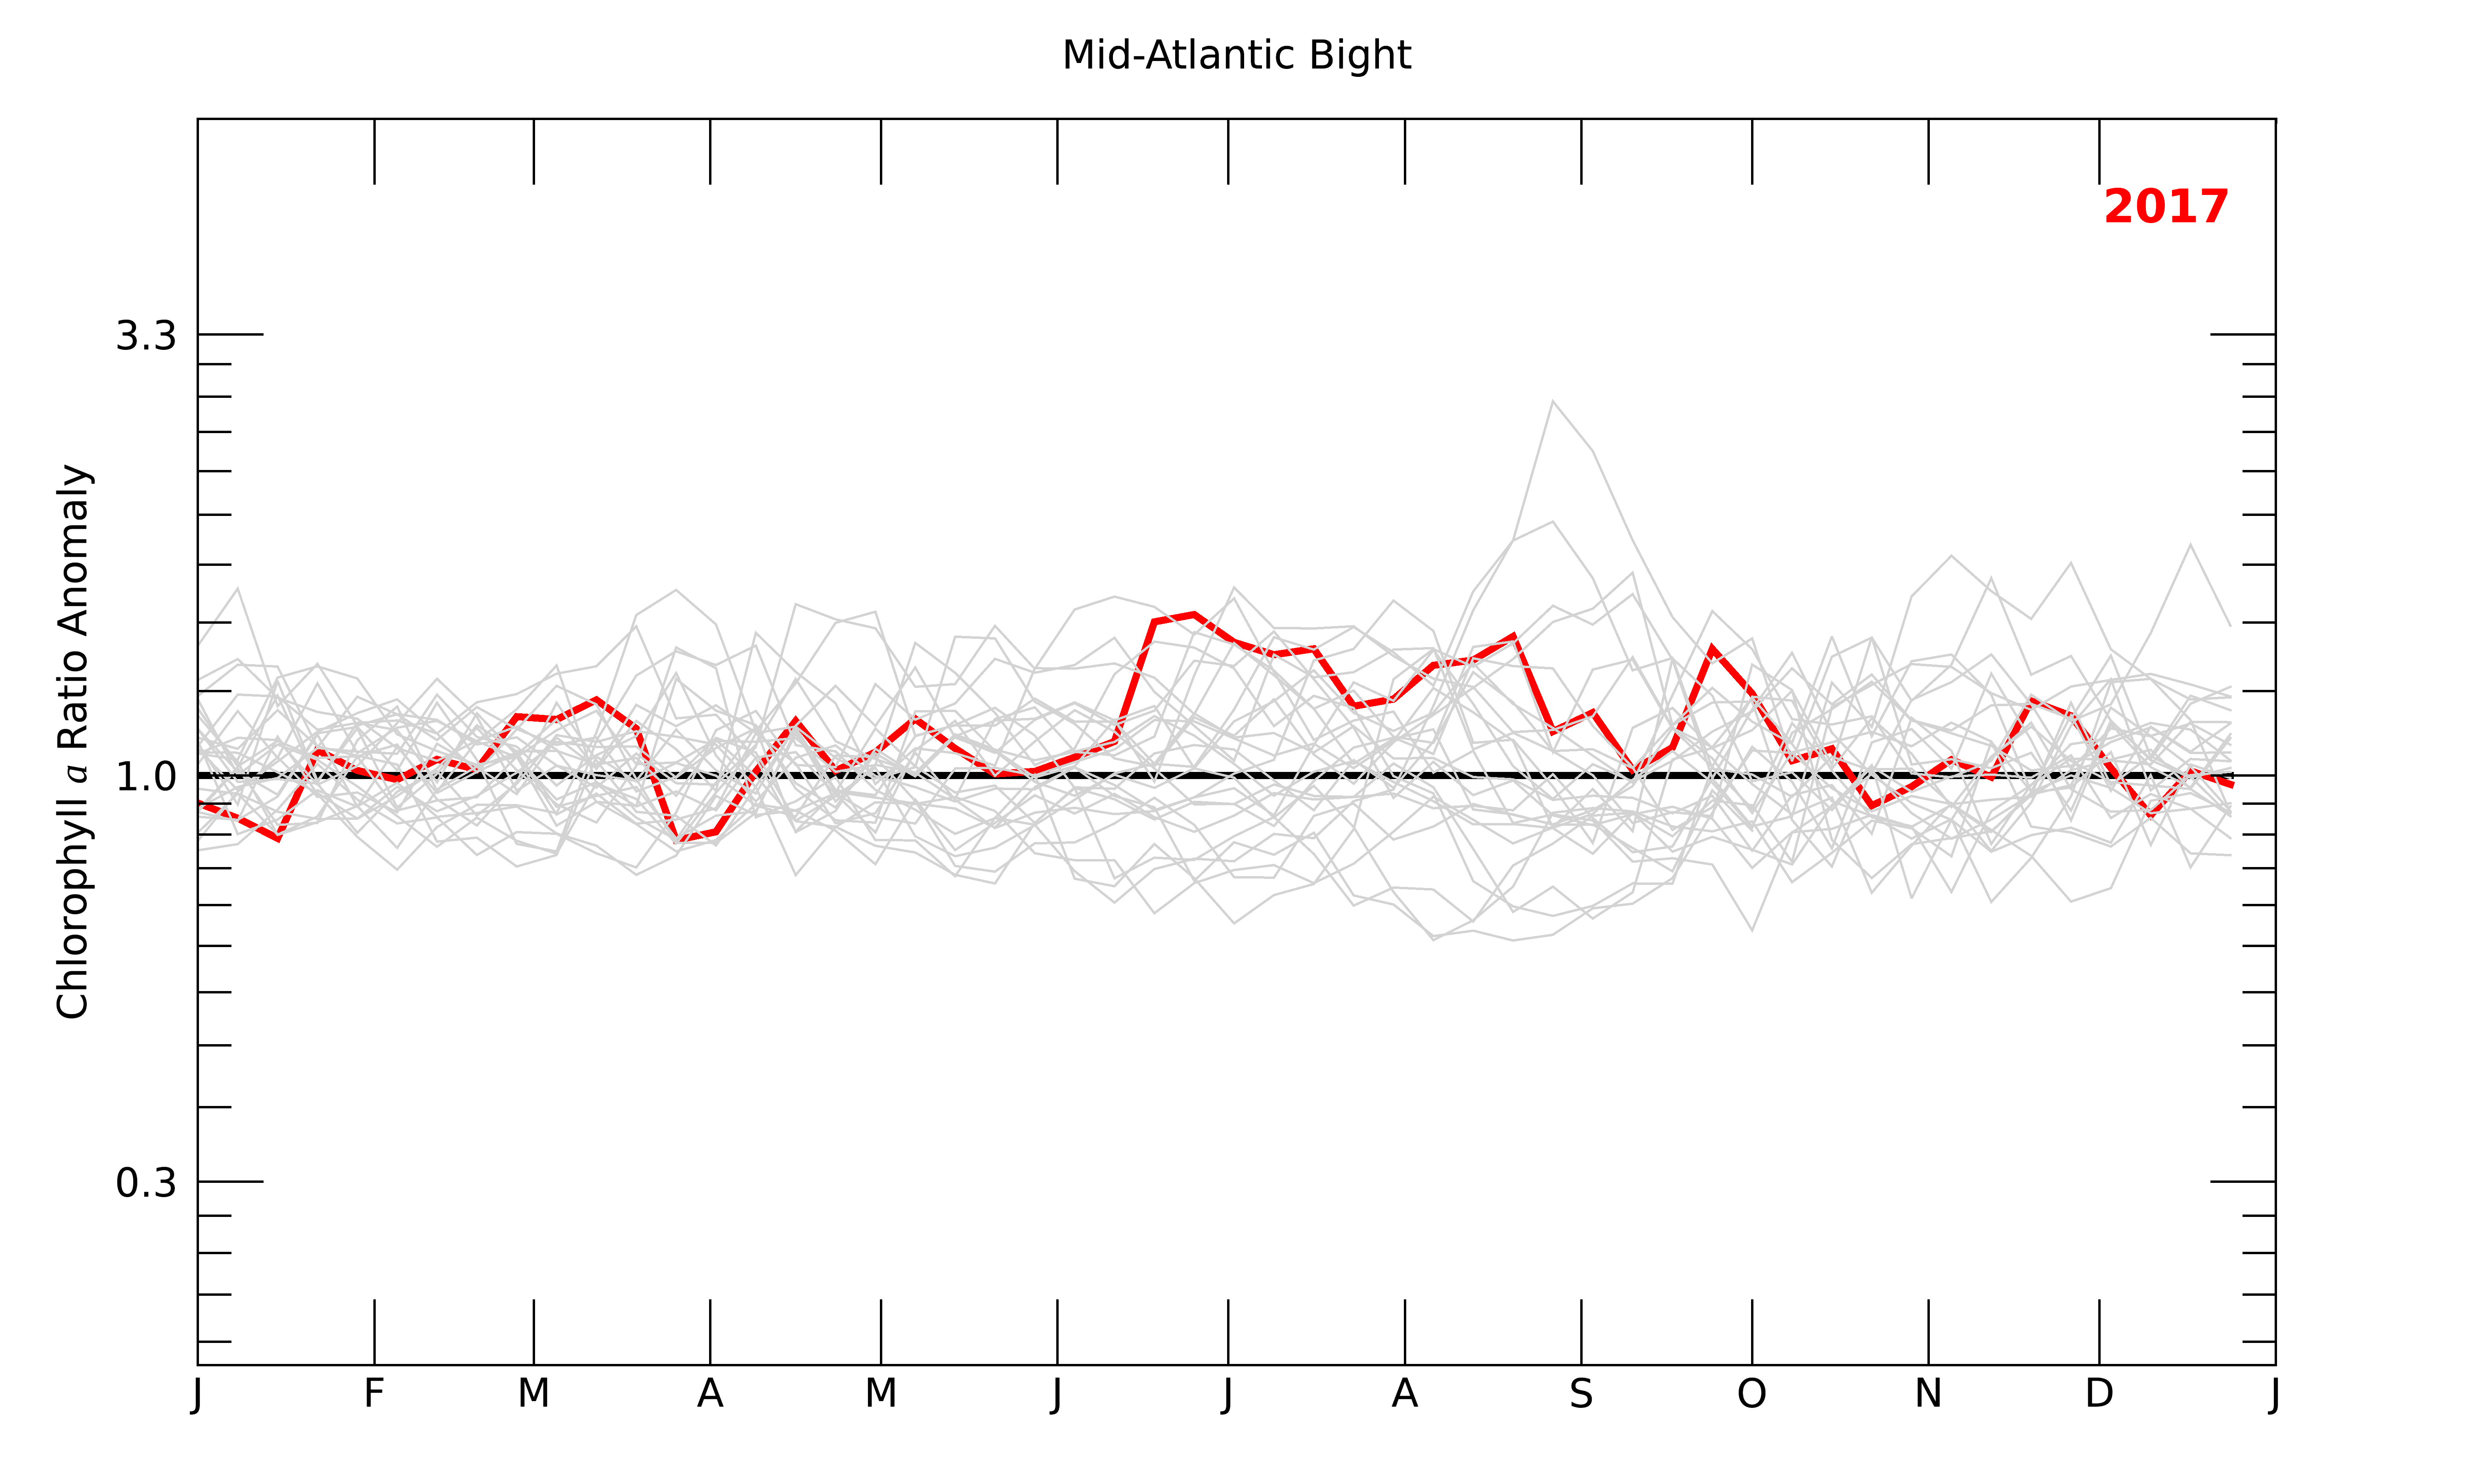 Mid-Atlantic Bight
2017
Chlorophyll a Ratio Anomaly
3.3
1.0
0.3
J F M A M J J A S O N D J